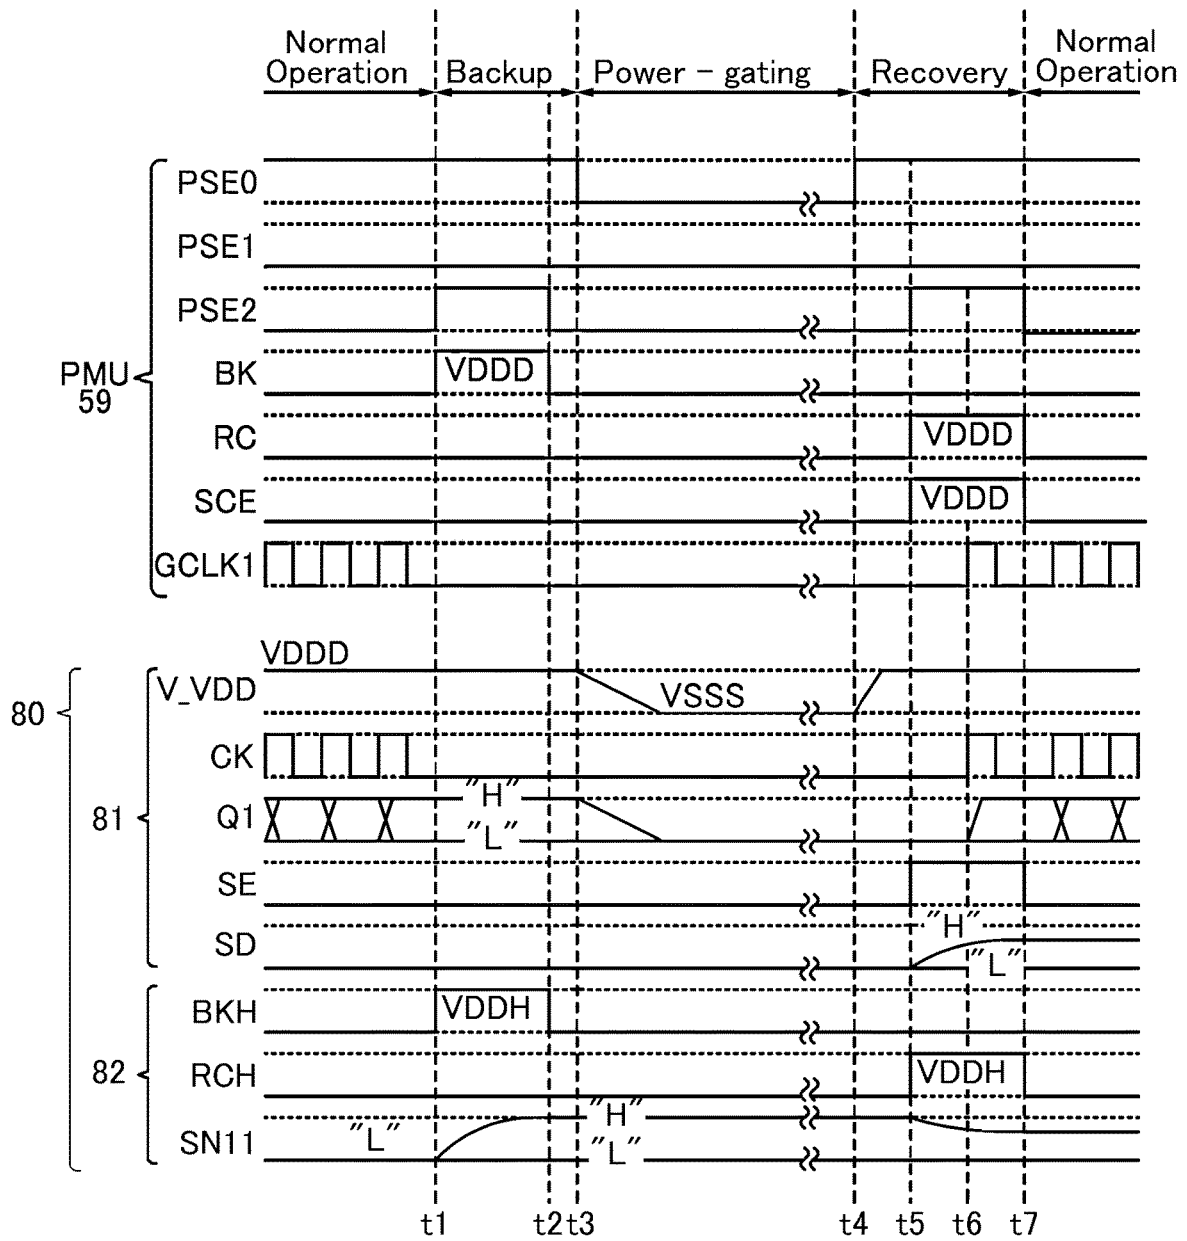 Normal
Operation
Backup
Power - gating
Recovery
Normal
Operation
PMU
59
PSE0
PSE1
PSE2
BK
VDDD
RC
VDDD
SCE
VDDD
GCLK1
80
81
VDDD
V_VDD
VSSS
CK
Q1
"H"
"L"
SE
SD
"H"
"L"
82
BKH
VDDH
RCH
VDDH
SN11
"L"
"H"
"L"
t1
t2
t3
t4
t5
t6
t7